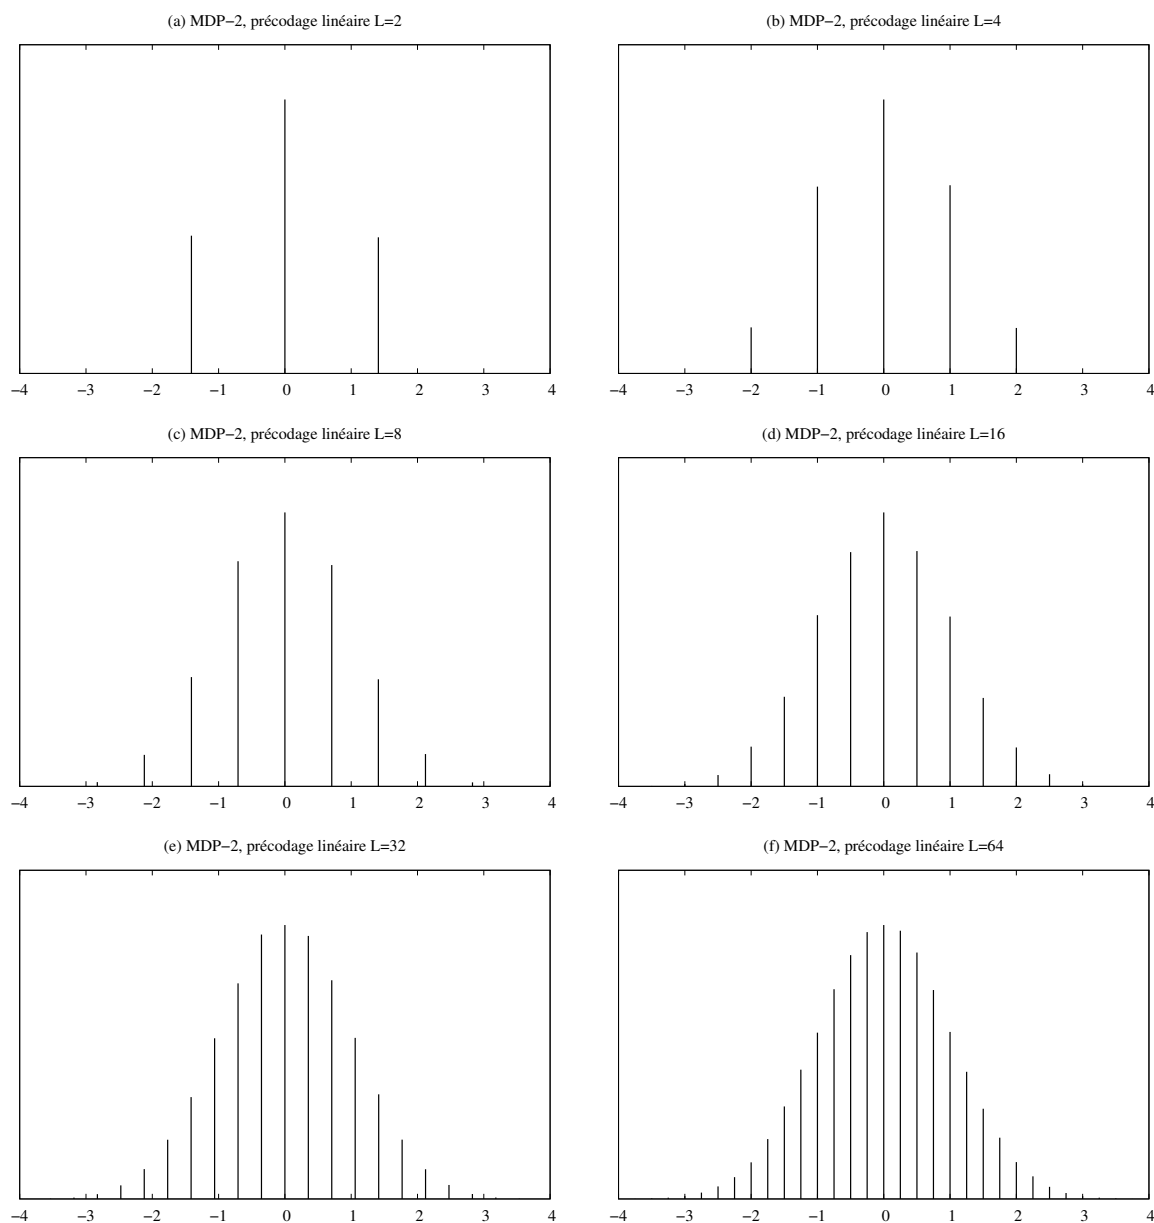 (a) MDP−2, précodage linéaire L=2
(b) MDP−2, précodage linéaire L=4
−4 −3 −2 −1 0 1 2 3 4
−4 −3 −2 −1 0 1 2 3 4
(c) MDP−2, précodage linéaire L=8
(d) MDP−2, précodage linéaire L=16
−4 −3 −2 −1 0 1 2 3 4
−4 −3 −2 −1 0 1 2 3 4
(e) MDP−2, précodage linéaire L=32
(f) MDP−2, précodage linéaire L=64
−4 −3 −2 −1 0 1 2 3 4
−4 −3 −2 −1 0 1 2 3 4